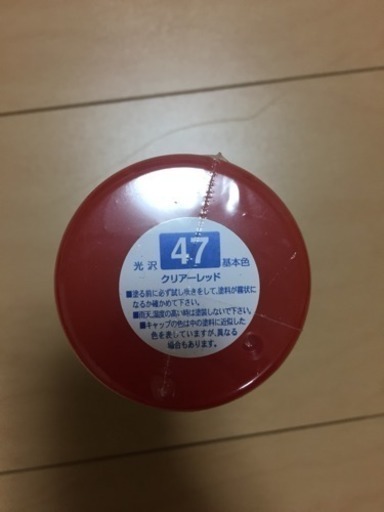 光沢 47 基本色
クリアーレッド
■塗る前に必ず試し吹きをして、塗料が霧状に
なるか確かめて下さい。
■雨天、湿度の高い時は塗装しないで下さい。
■キャップの色は中の塗料に近似した
色を表していますが、異なる
場合もあります。